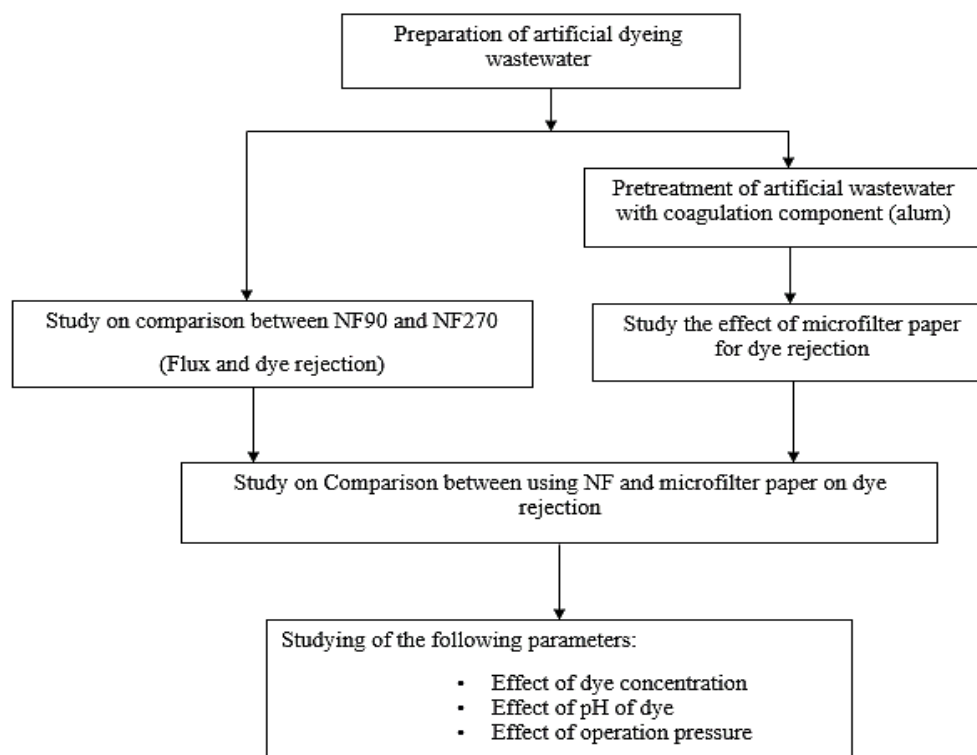 Preparation of artificial dyeing
wastewater
Pretreatment of artificial wastewater
with coagulation component (alum)
Study on comparison between NF90 and NF270
(Flux and dye rejection)
Study the effect of microfilter paper
for dye rejection
Study on Comparison between using NF and microfilter paper on dye
rejection
Studying of the following parameters:
• Effect of dye concentration
• Effect of pH of dye
• Effect of operation pressure